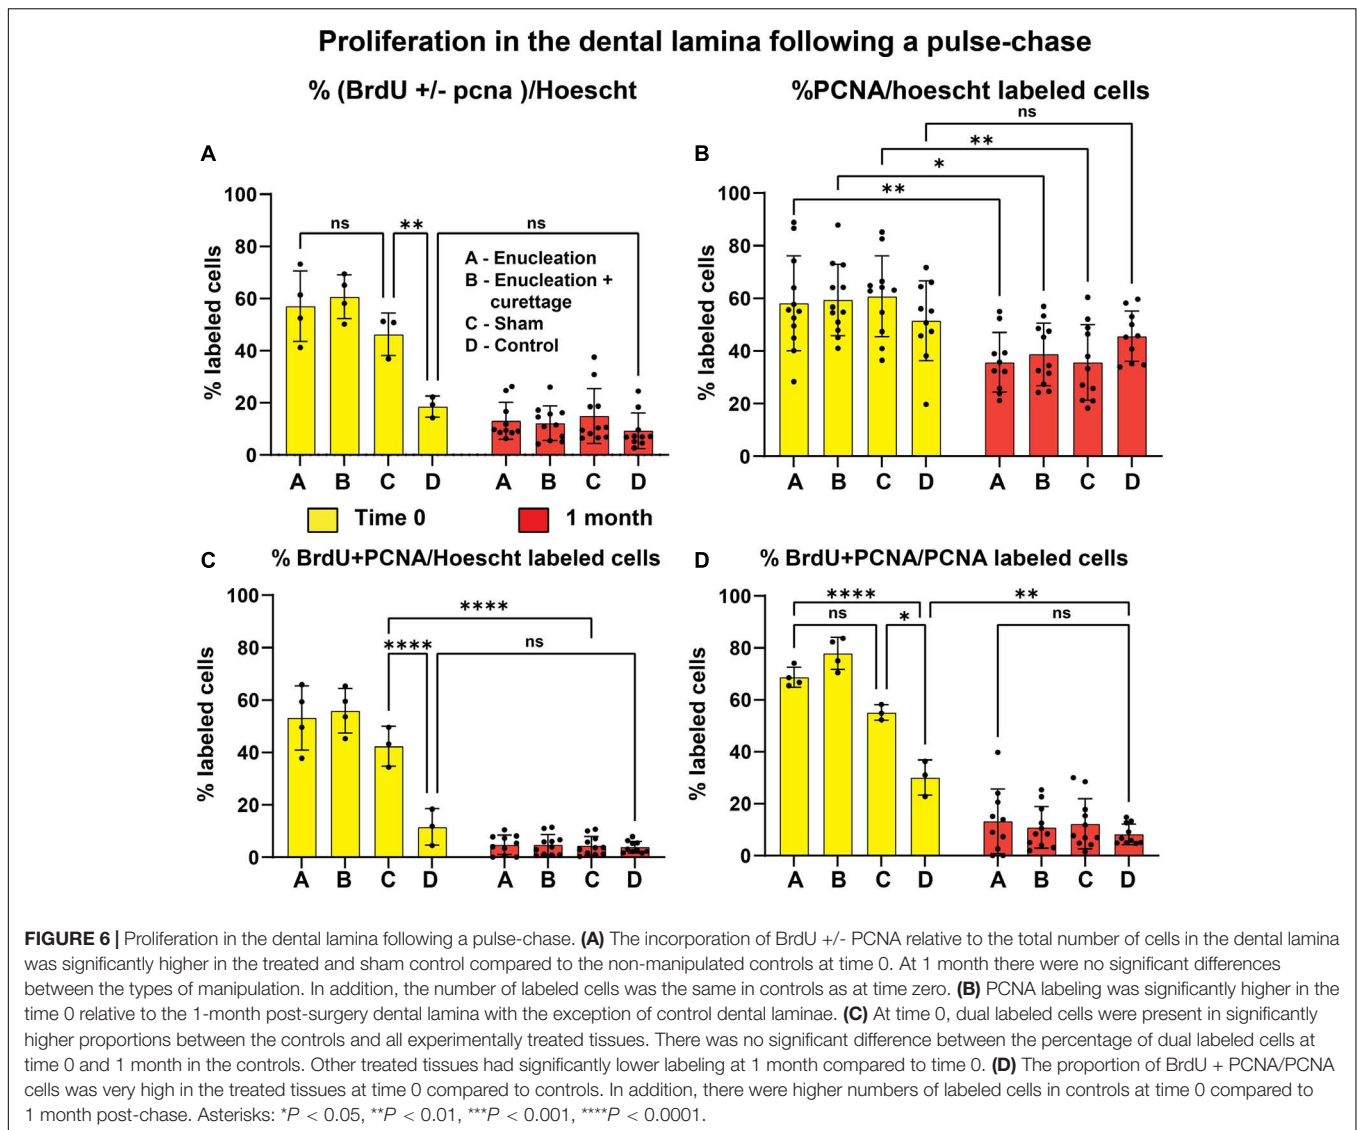 Proliferation in the dental lamina following a pulse-chase
% (BrdU +/- pcna )/Hoescht
%PCNA/hoescht labeled cells
A
% labeled cells
100
80
60
40
20
0
ns
**
ns
A - Enucleation
B - Enucleation +
curettage
C - Sham
D - Control
A B C D A B C D
B
% labeled cells
100
80
60
40
20
0
ns
**
*
**
A B C D A B C D
Time 0
1 month
C
% BrdU+PCNA/Hoescht labeled cells
% labeled cells
100
80
60
40
20
0
****
****
ns
A B C D A B C D
D
% BrdU+PCNA/PCNA labeled cells
% labeled cells
100
80
60
40
20
0
****
**
ns
*
ns
A B C D A B C D
FIGURE 6 | Proliferation in the dental lamina following a pulse-chase. (A) The incorporation of BrdU +/- PCNA relative to the total number of cells in the dental lamina
was significantly higher in the treated and sham control compared to the non-manipulated controls at time 0. At 1 month there were no significant differences
between the types of manipulation. In addition, the number of labeled cells was the same in controls as at time zero. (B) PCNA labeling was significantly higher in the
time 0 relative to the 1-month post-surgery dental lamina with the exception of control dental laminae. (C) At time 0, dual labeled cells were present in significantly
higher proportions between the controls and all experimentally treated tissues. There was no significant difference between the percentage of dual labeled cells at
time 0 and 1 month in the controls. Other treated tissues had significantly lower labeling at 1 month compared to time 0. (D) The proportion of BrdU + PCNA/PCNA
cells was very high in the treated tissues at time 0 compared to controls. In addition, there were higher numbers of labeled cells in controls at time 0 compared to
1 month post-chase. Asterisks: *P < 0.05, **P < 0.01, ***P < 0.001, ****P < 0.0001.